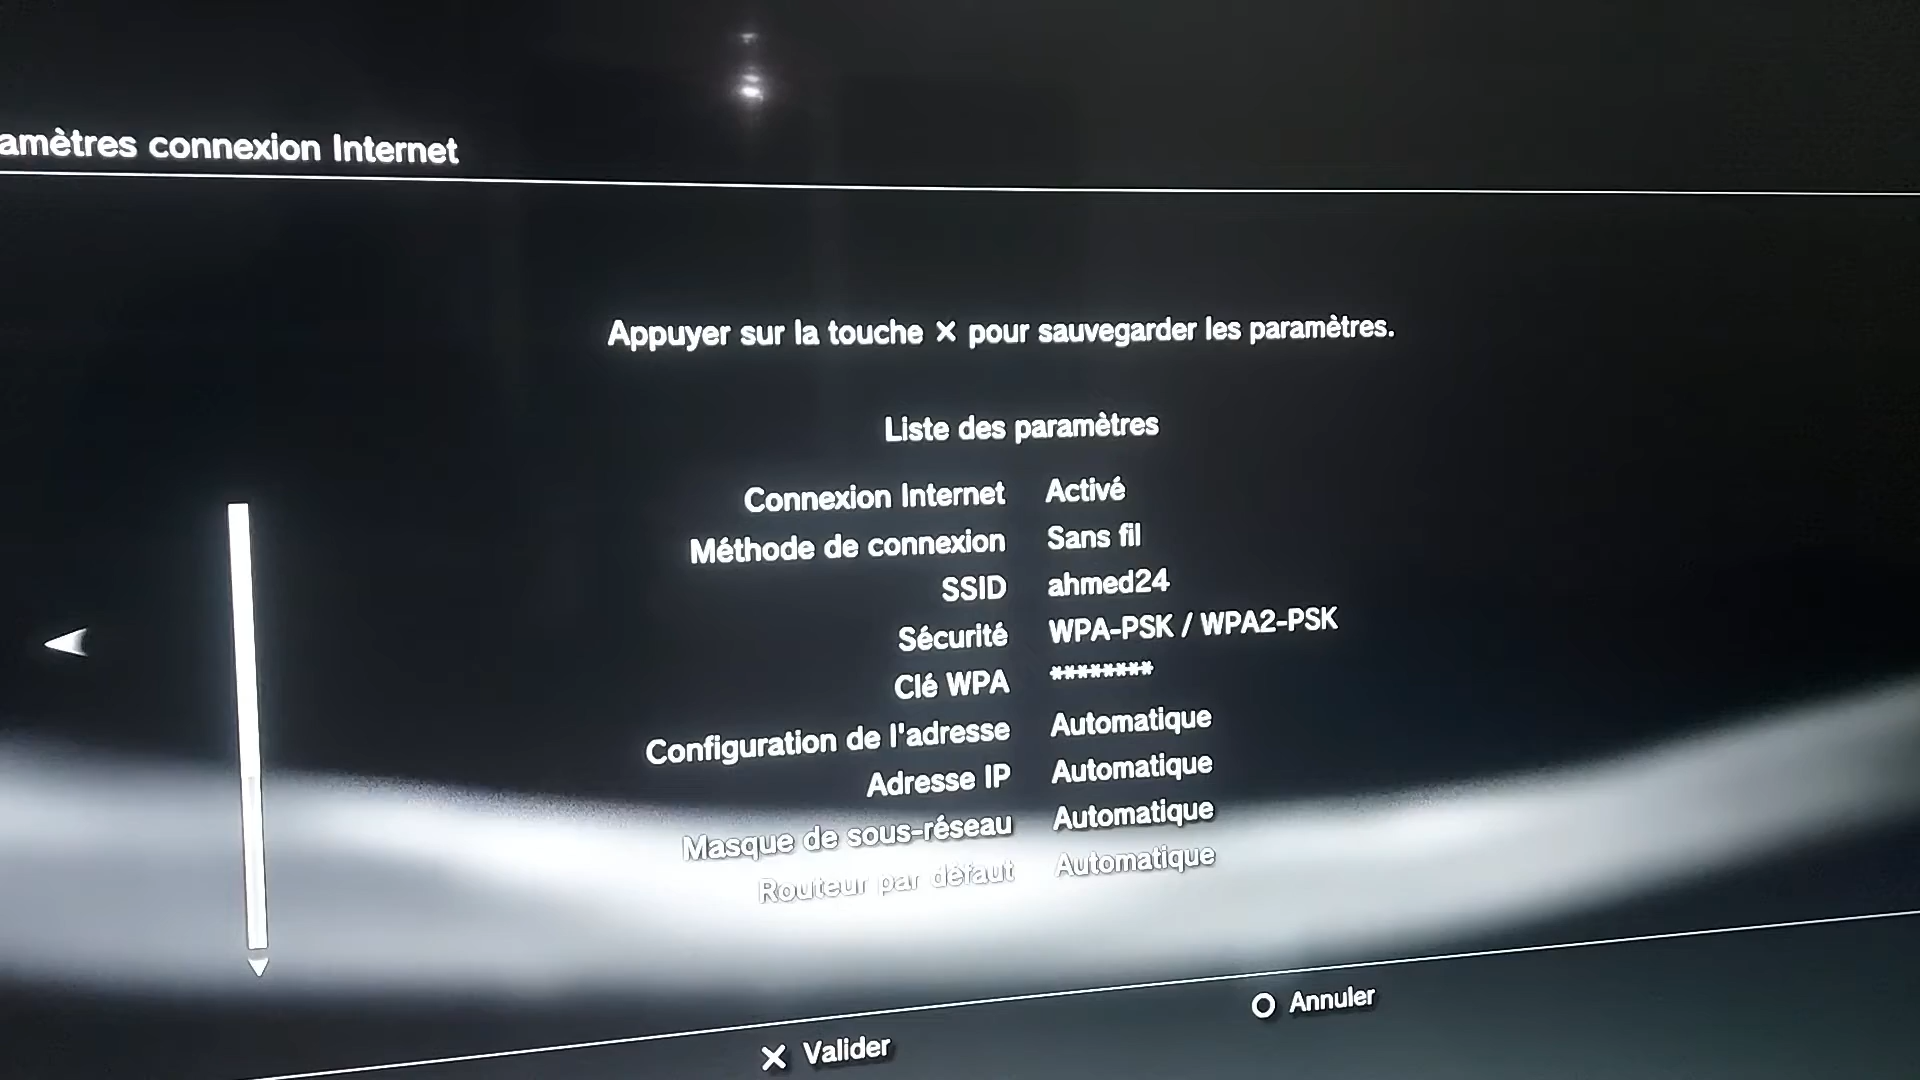 amètres connexion Internet
Appuyer sur la touche ✕ pour sauvegarder les paramètres.
Liste des paramètres
Connexion Internet Activé
Méthode de connexion Sans fil
SSID ahmed24
Sécurité WPA-PSK / WPA2-PSK
Clé WPA ********
Configuration de l'adresse Automatique
Adresse IP Automatique
Masque de sous-réseau Automatique
Routeur par défaut Automatique
○ Annuler
✕ Valider